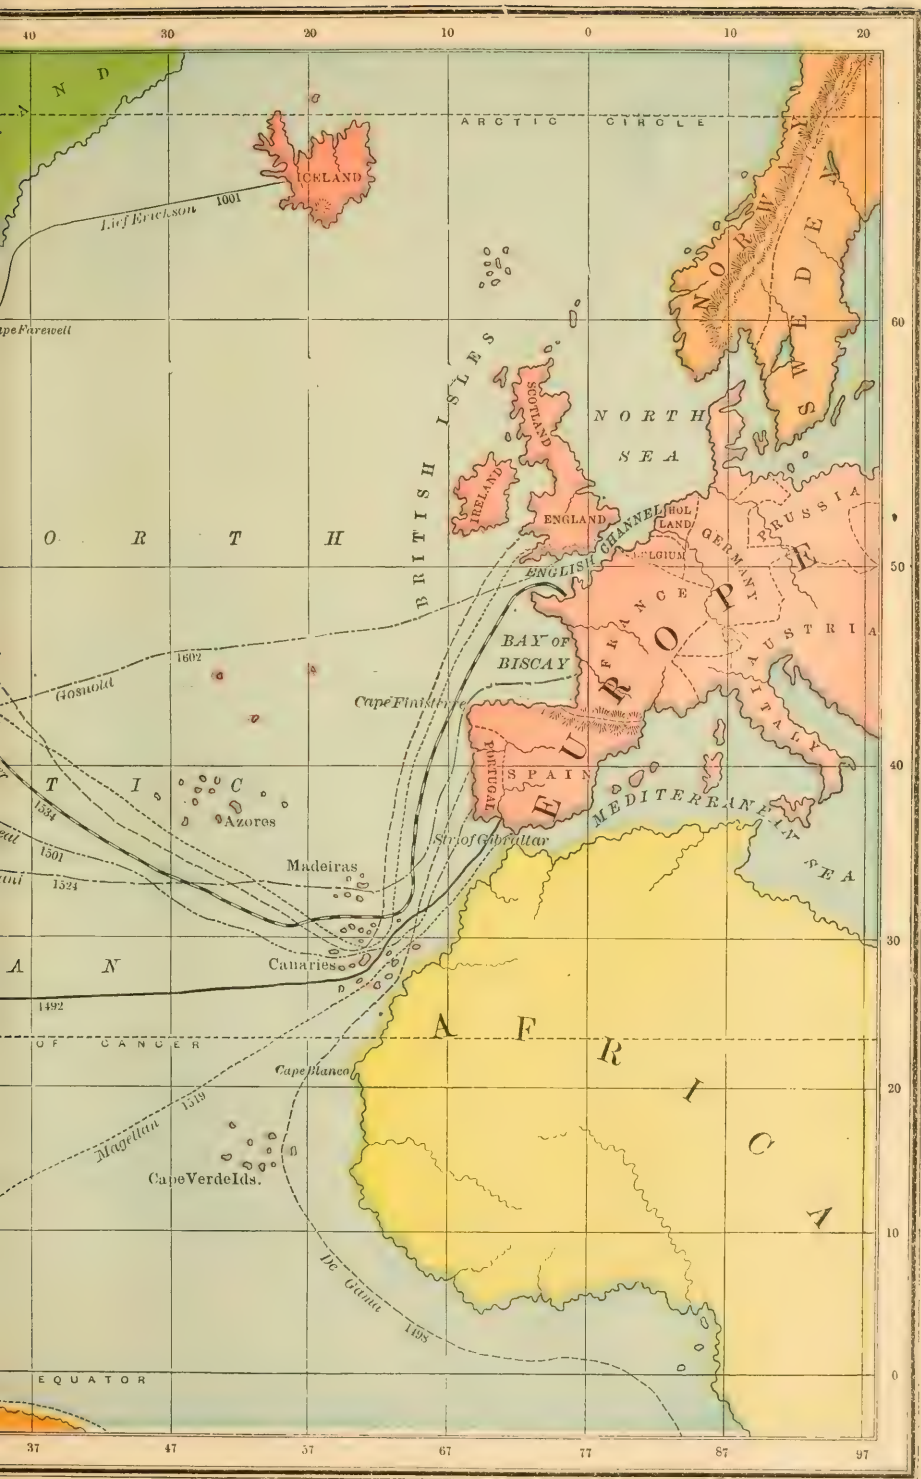 40 30 20 10 0 10 20
A N D
ARCTIC CIRCLE
ICELAND
Lief Erickson 1001
NORWAY
SWEDEN
Cape Farewell
60
BRITISH ISLES
SCOTLAND
NORTH
SEA
IRELAND
ENGLAND
HOL
LAND
PRUSSIA
GERMANY
BELGIUM
ENGLISH CHANNEL
50
O R T H
EUROPE
FRANCE
AUSTRIA
BAY OF
BISCAY
1602
Gosnold
Cape Finisterre
ITALY
PORTUGAL
SPAIN
40
T I C
MEDITERRANEAN SEA
1534
Azores
Str. of Gibraltar
1501
Madeiras
1524
30
A N
Canaries
1492
AFRICA
OF CANCER
Cape Blanco
20
Magellan 1519
Cape Verde Ids.
10
De Gama 1498
EQUATOR
0
37 47 57 67 77 87 97